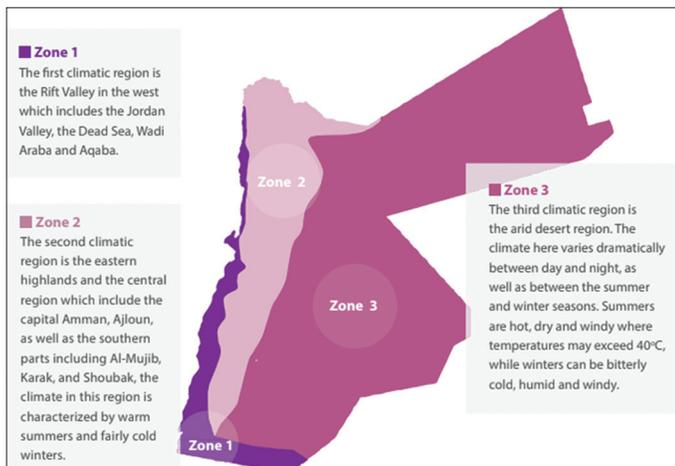 Zone 1
The first climatic region is
the Rift Valley in the west
which includes the Jordan
Valley, the Dead Sea, Wadi
Araba and Aqaba.
Zone 2
The second climatic
region is the eastern
highlands and the central
region which include the
capital Amman, Ajloun,
as well as the southern
parts including Al-Mujib,
Karak, and Shoubak, the
climate in this region is
characterized by warm
summers and fairly cold
winters.
Zone 2
Zone 3
Zone 1
Zone 3
The third climatic region is
the arid desert region. The
climate here varies dramatically
between day and night, as
well as between the summer
and winter seasons. Summers
are hot, dry and windy where
temperatures may exceed 40ºC,
while winters can be bitterly
cold, humid and windy.